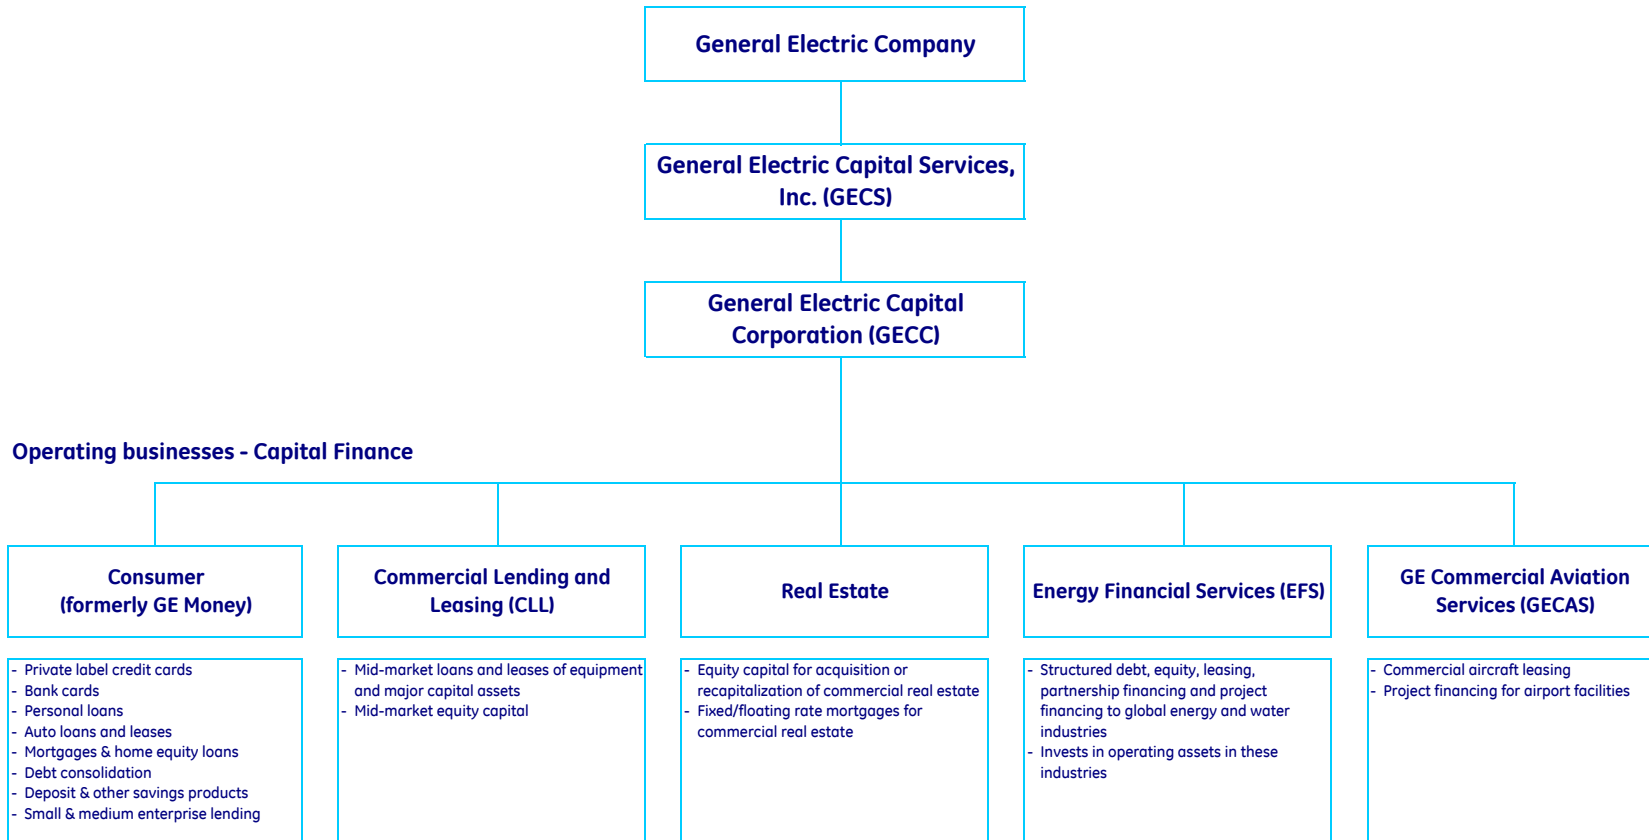 General Electric Company
General Electric Capital Services,
Inc. (GECS)
General Electric Capital
Corporation (GECC)
Operating businesses - Capital Finance
Consumer
(formerly GE Money)
Commercial Lending and
Leasing (CLL)
Real Estate
Energy Financial Services (EFS)
GE Commercial Aviation
Services (GECAS)
- Private label credit cards
- Bank cards
- Personal loans
- Auto loans and leases
- Mortgages & home equity loans
- Debt consolidation
- Deposit & other savings products
- Small & medium enterprise lending
- Mid-market loans and leases of equipment
and major capital assets
- Mid-market equity capital
- Equity capital for acquisition or
recapitalization of commercial real estate
- Fixed/floating rate mortgages for
commercial real estate
- Structured debt, equity, leasing,
partnership financing and project
financing to global energy and water
industries
- Invests in operating assets in these
industries
- Commercial aircraft leasing
- Project financing for airport facilities